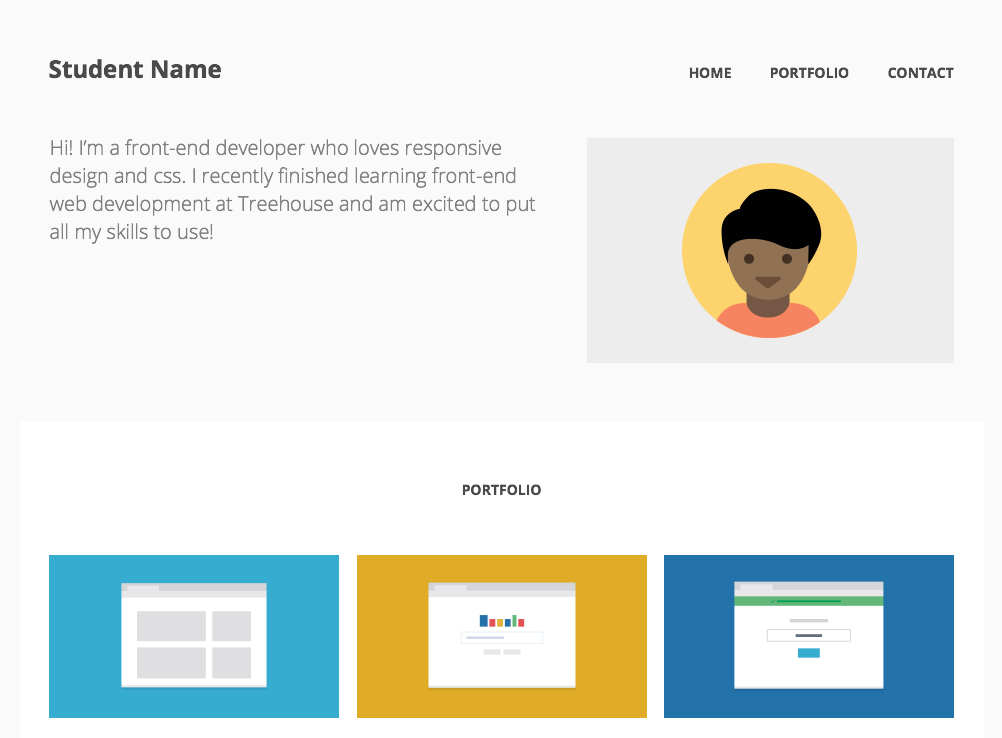 Student Name
HOME PORTFOLIO CONTACT
Hi! I’m a front-end developer who loves responsive
design and css. I recently finished learning front-end
web development at Treehouse and am excited to put
all my skills to use!
PORTFOLIO